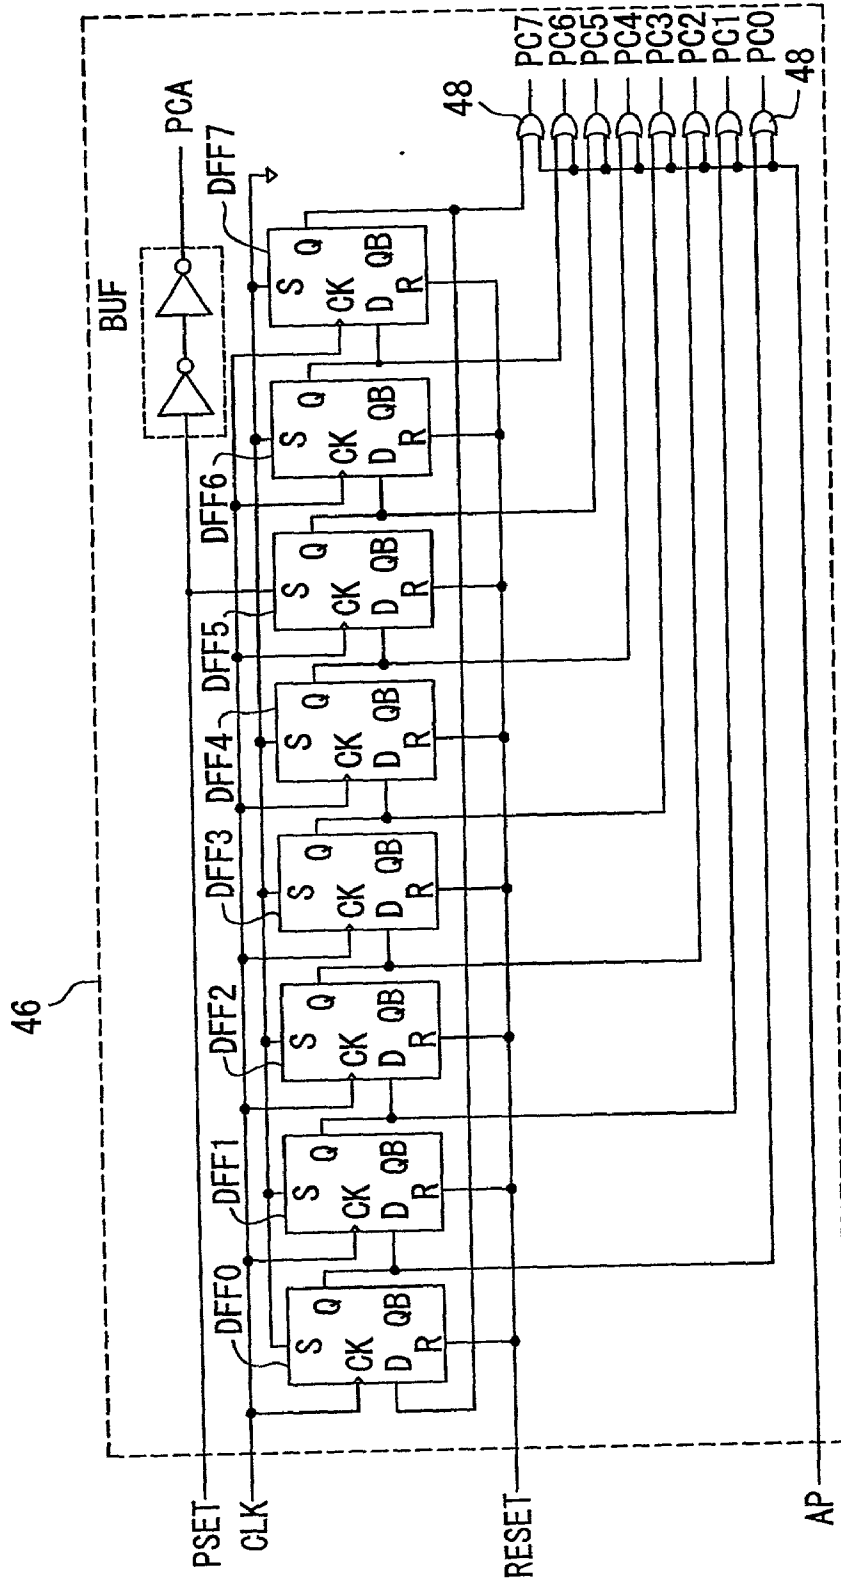 46
PSET
CLK
RESET
AP
BUF
PCA
DFF0
DFF1
DFF2
DFF3
DFF4
DFF5
DFF6
DFF7
S
Q
CK
D
QB
R
S
Q
CK
D
QB
R
S
Q
CK
D
QB
R
S
Q
CK
D
QB
R
S
Q
CK
D
QB
R
S
Q
CK
D
QB
R
S
Q
CK
D
QB
R
S
Q
CK
D
QB
R
48
PC7
PC6
PC5
PC4
PC3
PC2
PC1
PC0
48